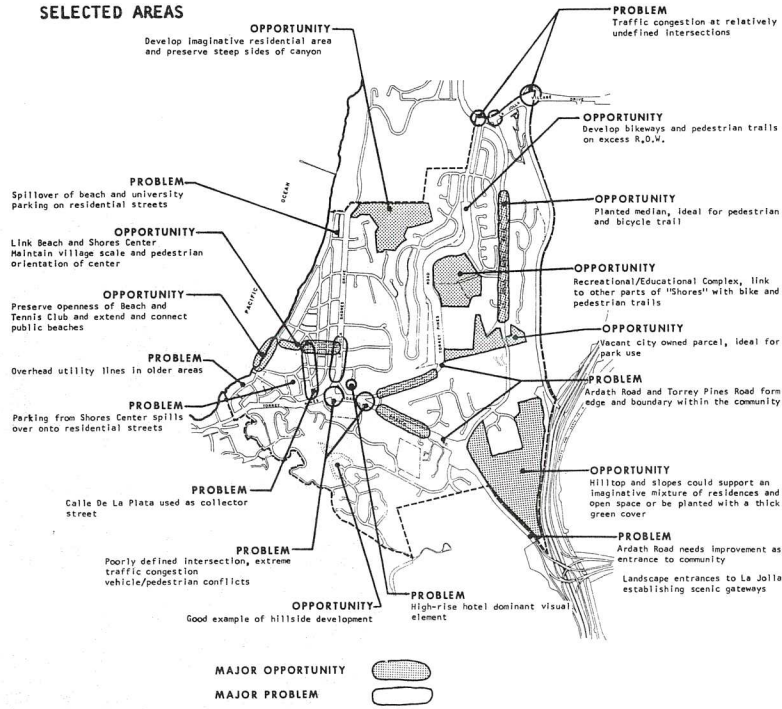 SELECTED AREAS
OPPORTUNITY
Develop imaginative residential area
and preserve steep sides of canyon
PROBLEM
Traffic congestion at relatively
undefined intersections
OPPORTUNITY
Develop bikeways and pedestrian trails
on excess R.O.W.
PROBLEM
Spillover of beach and university
parking on residential streets
OPPORTUNITY
Planted median, ideal for pedestrian
and bicycle trail
OPPORTUNITY
Link Beach and Shores Center
Maintain village scale and pedestrian
orientation of center
OPPORTUNITY
Recreational/Educational Complex, link
to other parts of "Shores" with bike and
pedestrian trails
OPPORTUNITY
Preserve openness of Beach and
Tennis Club and extend and connect
public beaches
OPPORTUNITY
Vacant city owned parcel, ideal for
park use
PROBLEM
Overhead utility lines in older areas
PROBLEM
Ardath Road and Torrey Pines Road form
edge and boundary within the community
PROBLEM
Parking from Shores Center spills
over onto residential streets
OPPORTUNITY
Hilltop and slopes could support an
imaginative mixture of residences and
open space or be planted with a thick
green cover
PROBLEM
Calle De La Plata used as collector
street
PROBLEM
Ardath Road needs improvement as
entrance to community
Landscape entrances to La Jolla
establishing scenic gateways
PROBLEM
Poorly defined intersection, extreme
traffic congestion
vehicle/pedestrian conflicts
PROBLEM
High-rise hotel dominant visual
element
OPPORTUNITY
Good example of hillside development
PACIFIC
OCEAN
SHORES
TORREY PINES
ROAD
TORREY
DRIVE
MAJOR OPPORTUNITY
MAJOR PROBLEM